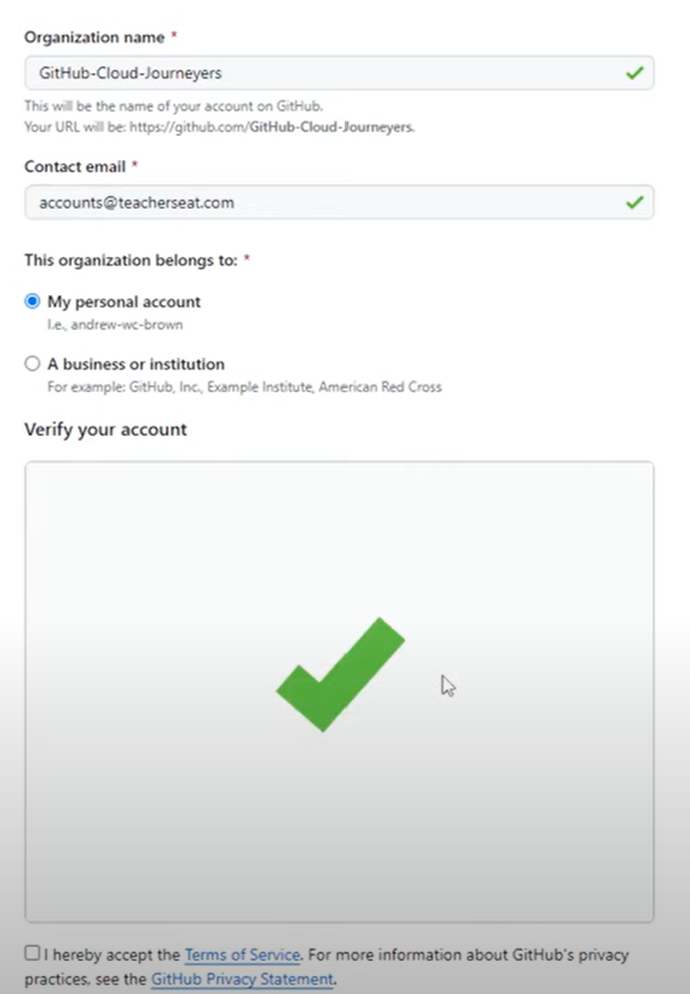 Organization name *
GitHub-Cloud-Journeyers
This will be the name of your account on GitHub.
Your URL will be: https://github.com/GitHub-Cloud-Journeyers.
Contact email *
accounts@teacherseat.com
This organization belongs to: *
My personal account
I.e., andrew-wc-brown
A business or institution
For example: GitHub, Inc., Example Institute, American Red Cross
Verify your account
I hereby accept the Terms of Service. For more information about GitHub's privacy
practices, see the GitHub Privacy Statement.